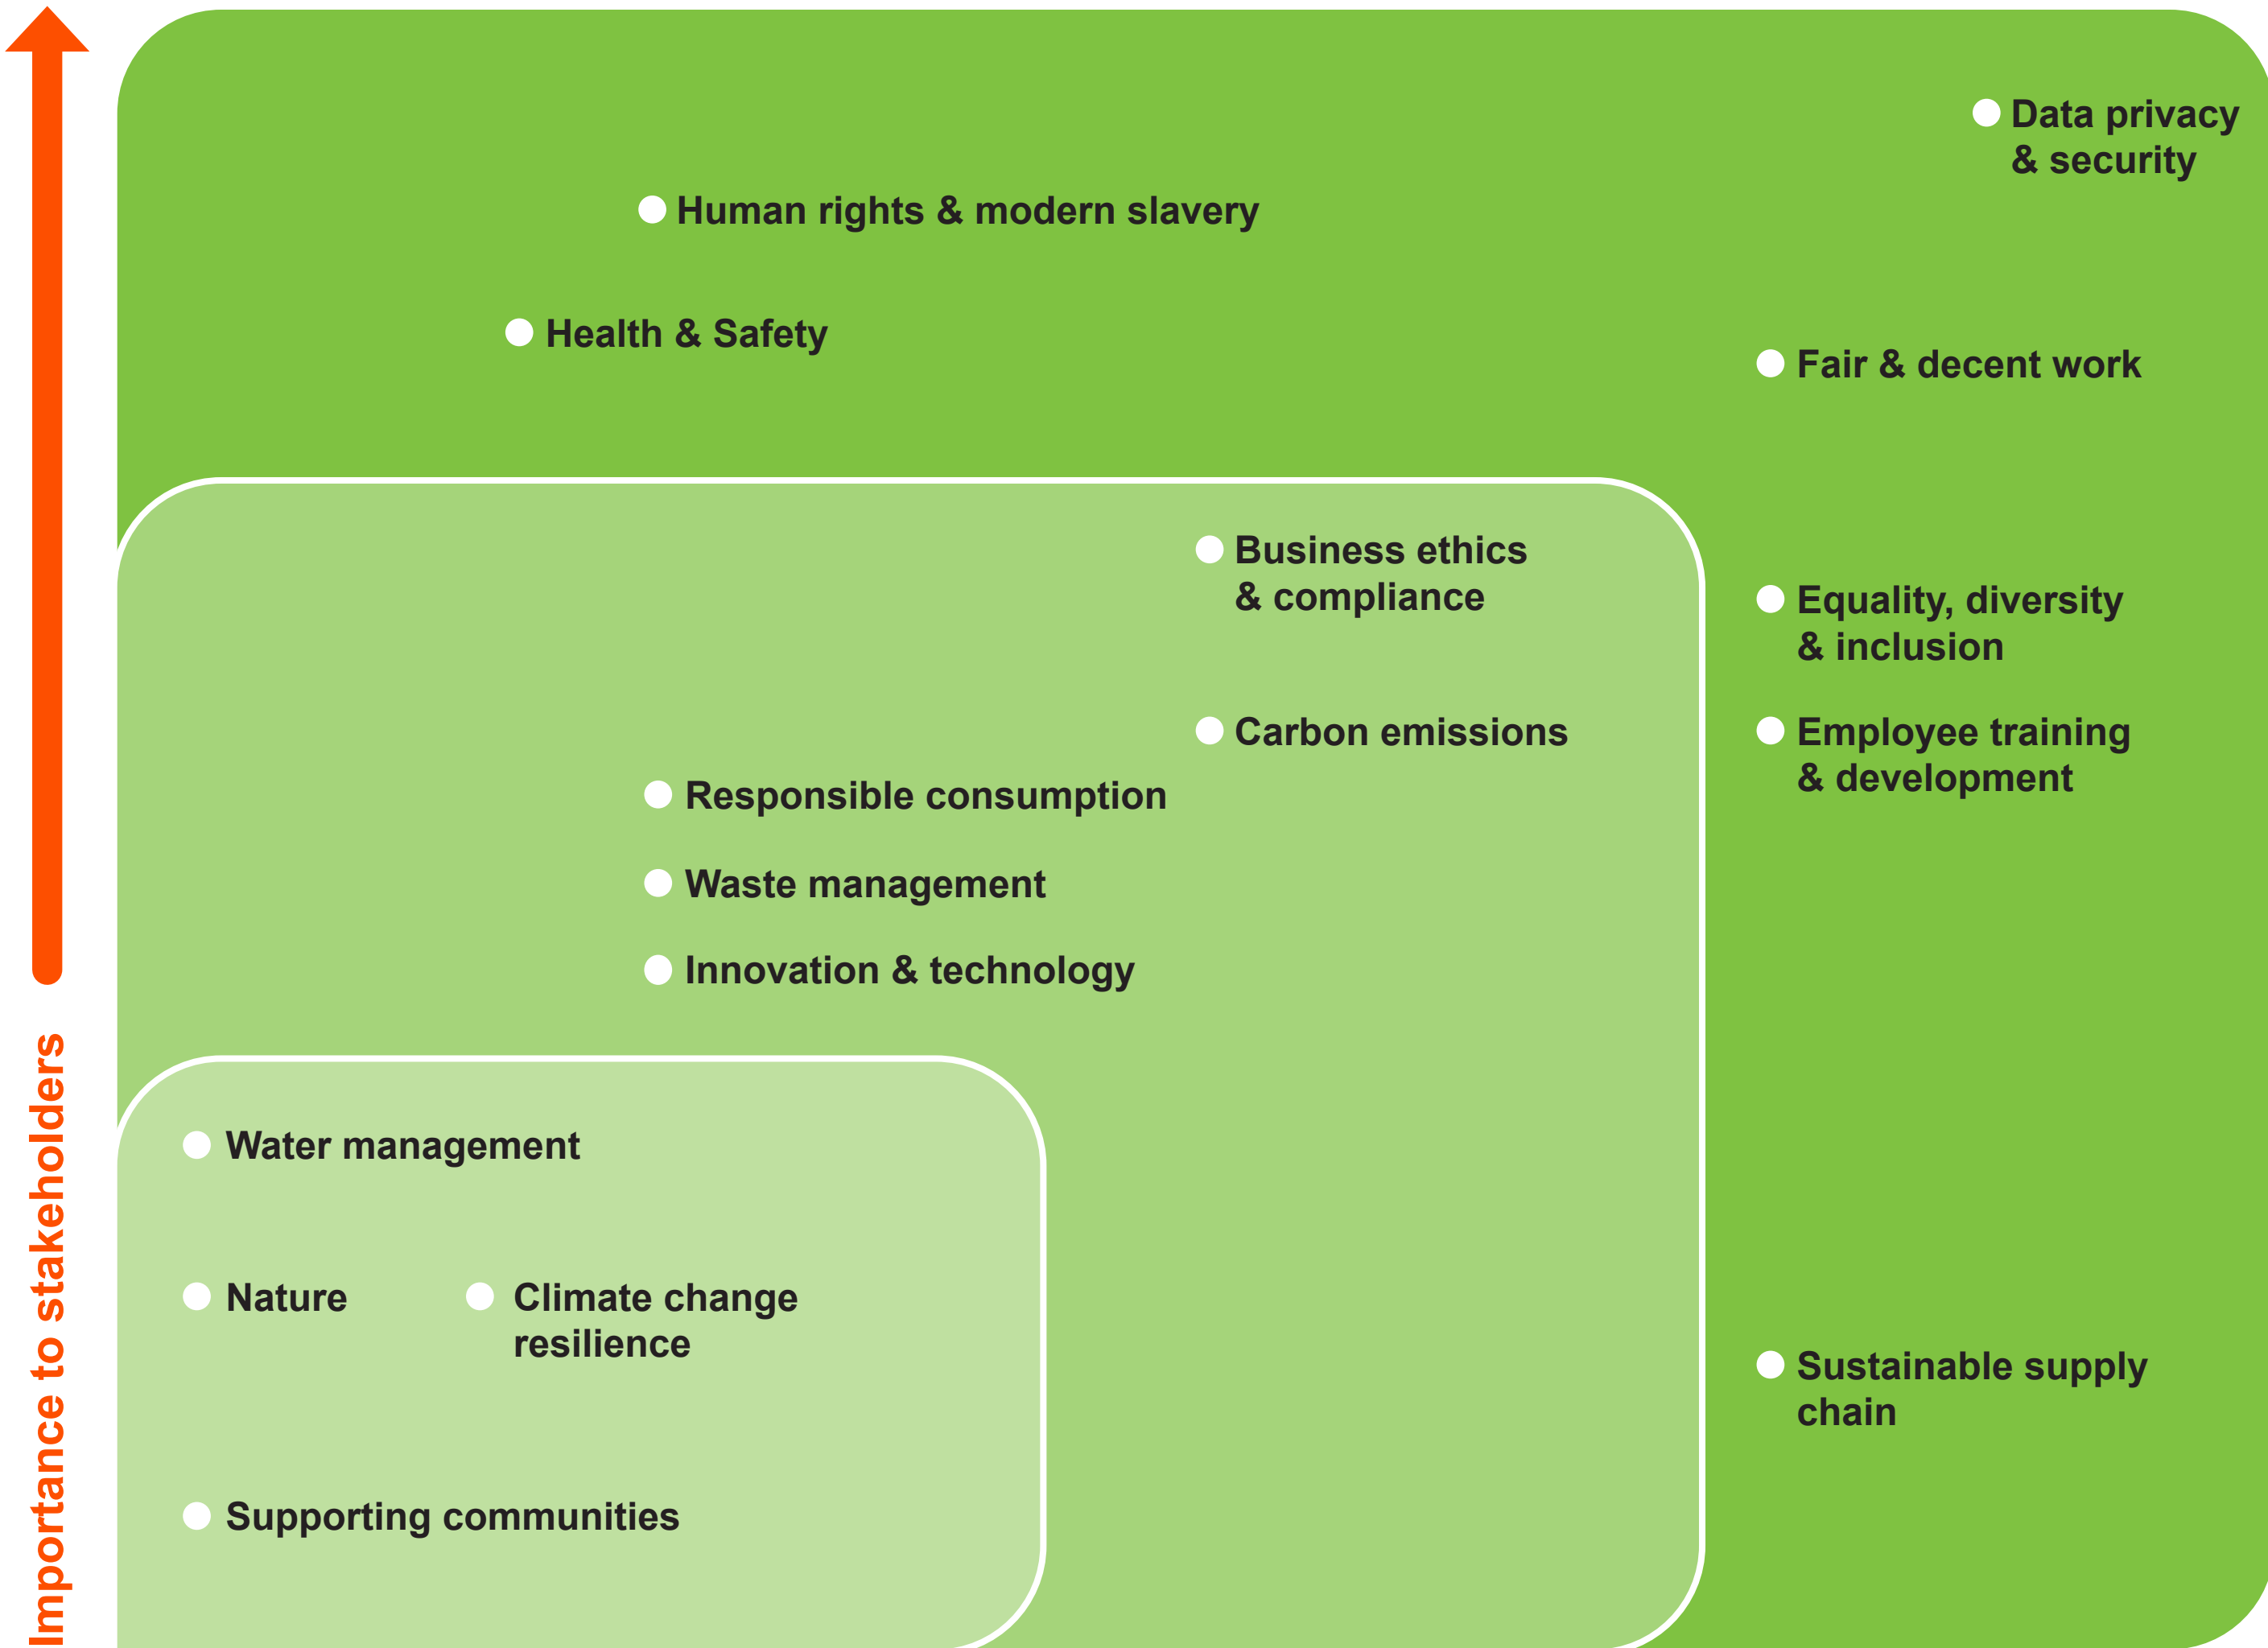 Data privacy
& security
Human rights & modern slavery
Health & Safety
Fair & decent work
Business ethics
& compliance
Equality, diversity
& inclusion
Carbon emissions
Employee training
& development
Responsible consumption
Waste management
Innovation & technology
Water management
Nature
Climate change
resilience
Sustainable supply
chain
Supporting communities
Importance to stakeholders